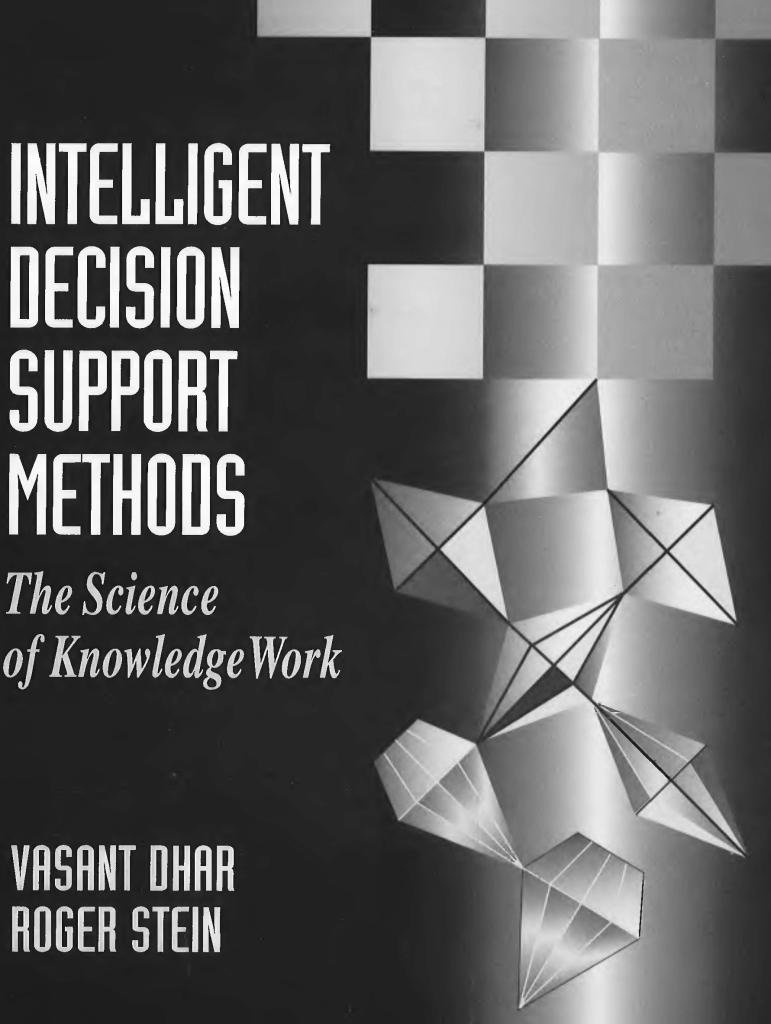 INTELLIGENT
DECISION
SUPPORT
METHODS
The Science
of Knowledge Work
VASANT DHAR
ROGER STEIN